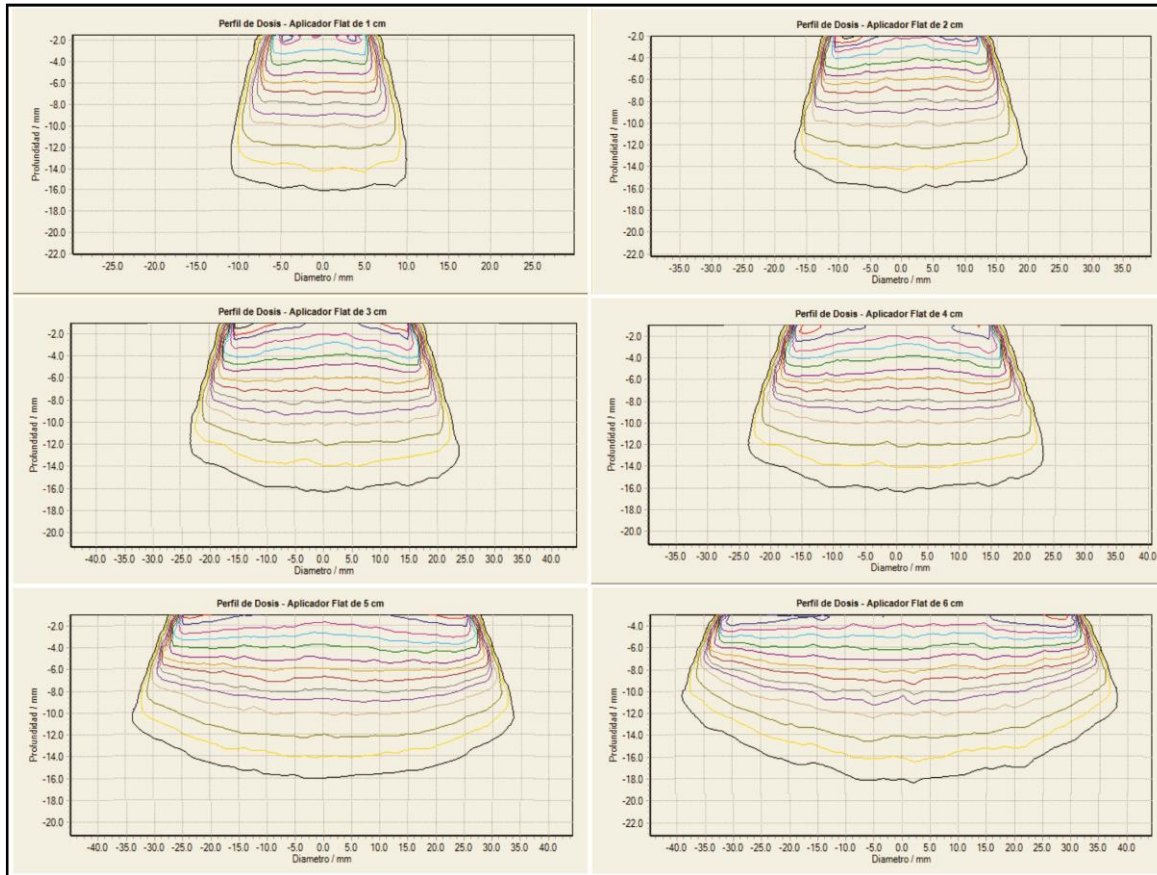 Perfil de Dosis - Aplicador Flat de 1 cm
Profundidad / mm
-2.0
-4.0
-6.0
-8.0
-10.0
-12.0
-14.0
-16.0
-18.0
-20.0
-22.0
-25.0 -20.0 -15.0 -10.0 -5.0 0.0 5.0 10.0 15.0 20.0 25.0
Diametro / mm
Perfil de Dosis - Aplicador Flat de 2 cm
Profundidad / mm
-2.0
-4.0
-6.0
-8.0
-10.0
-12.0
-14.0
-16.0
-18.0
-20.0
-22.0
-35.0 -30.0 -25.0 -20.0 -15.0 -10.0 -5.0 0.0 5.0 10.0 15.0 20.0 25.0 30.0 35.0
Diametro / mm
Perfil de Dosis - Aplicador Flat de 3 cm
Profundidad / mm
-2.0
-4.0
-6.0
-8.0
-10.0
-12.0
-14.0
-16.0
-18.0
-20.0
-40.0 -35.0 -30.0 -25.0 -20.0 -15.0 -10.0 -5.0 0.0 5.0 10.0 15.0 20.0 25.0 30.0 35.0 40.0
Diametro / mm
Perfil de Dosis - Aplicador Flat de 4 cm
Profundidad / mm
-2.0
-4.0
-6.0
-8.0
-10.0
-12.0
-14.0
-16.0
-18.0
-20.0
-35.0 -30.0 -25.0 -20.0 -15.0 -10.0 -5.0 0.0 5.0 10.0 15.0 20.0 25.0 30.0 35.0 40.0
Diametro / mm
Perfil de Dosis - Aplicador Flat de 5 cm
Profundidad / mm
-2.0
-4.0
-6.0
-8.0
-10.0
-12.0
-14.0
-16.0
-18.0
-20.0
-40.0 -35.0 -30.0 -25.0 -20.0 -15.0 -10.0 -5.0 0.0 5.0 10.0 15.0 20.0 25.0 30.0 35.0 40.0
Diametro / mm
Perfil de Dosis - Aplicador Flat de 6 cm
Profundidad / mm
-4.0
-6.0
-8.0
-10.0
-12.0
-14.0
-16.0
-18.0
-20.0
-22.0
-40.0 -35.0 -30.0 -25.0 -20.0 -15.0 -10.0 -5.0 0.0 5.0 10.0 15.0 20.0 25.0 30.0 35.0 40.0
Diametro / mm